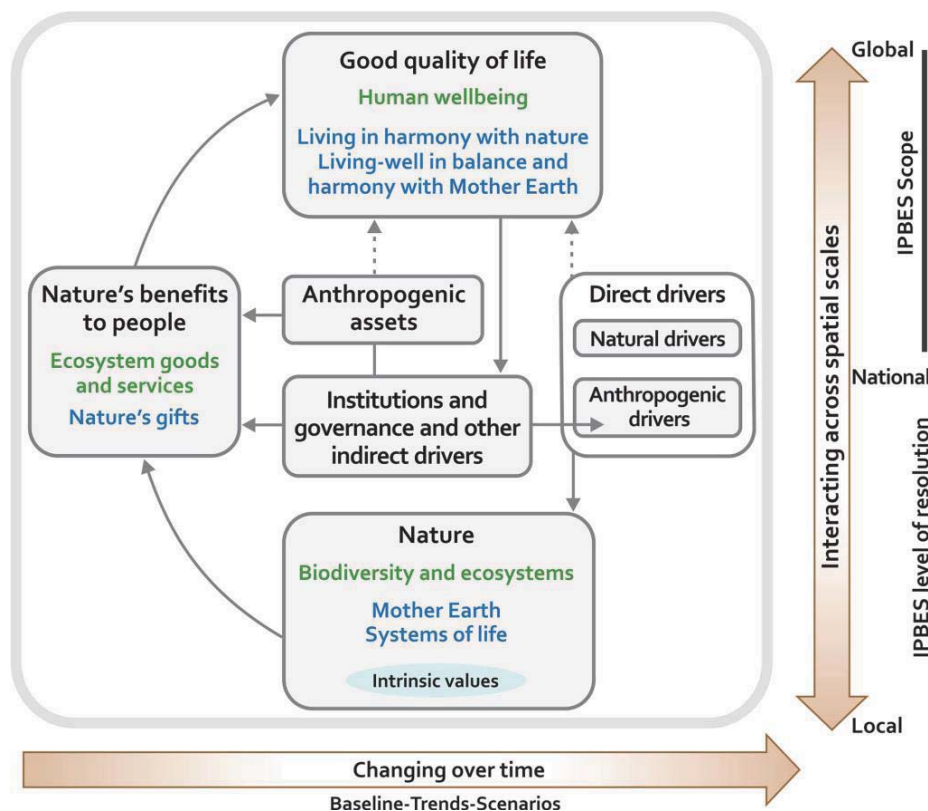 Good quality of life
Human wellbeing
Living in harmony with nature
Living-well in balance and
harmony with Mother Earth
Nature's benefits
to people
Ecosystem goods
and services
Nature's gifts
Anthropogenic
assets
Direct drivers
Natural drivers
Anthropogenic
drivers
Institutions and
governance and other
indirect drivers
Nature
Biodiversity and ecosystems
Mother Earth
Systems of life
Intrinsic values
Changing over time
Baseline-Trends-Scenarios
Interacting across spatial scales
Global
IPBES Scope
National
IPBES level of resolution
Local